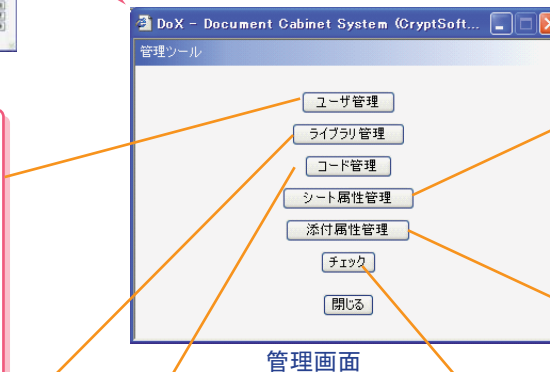 DoX - Document Cabinet System (CryptSoft...
管理ツール
ユーザ管理
ライブラリ管理
コード管理
シート属性管理
添付属性管理
チェック
閉じる
管理画面